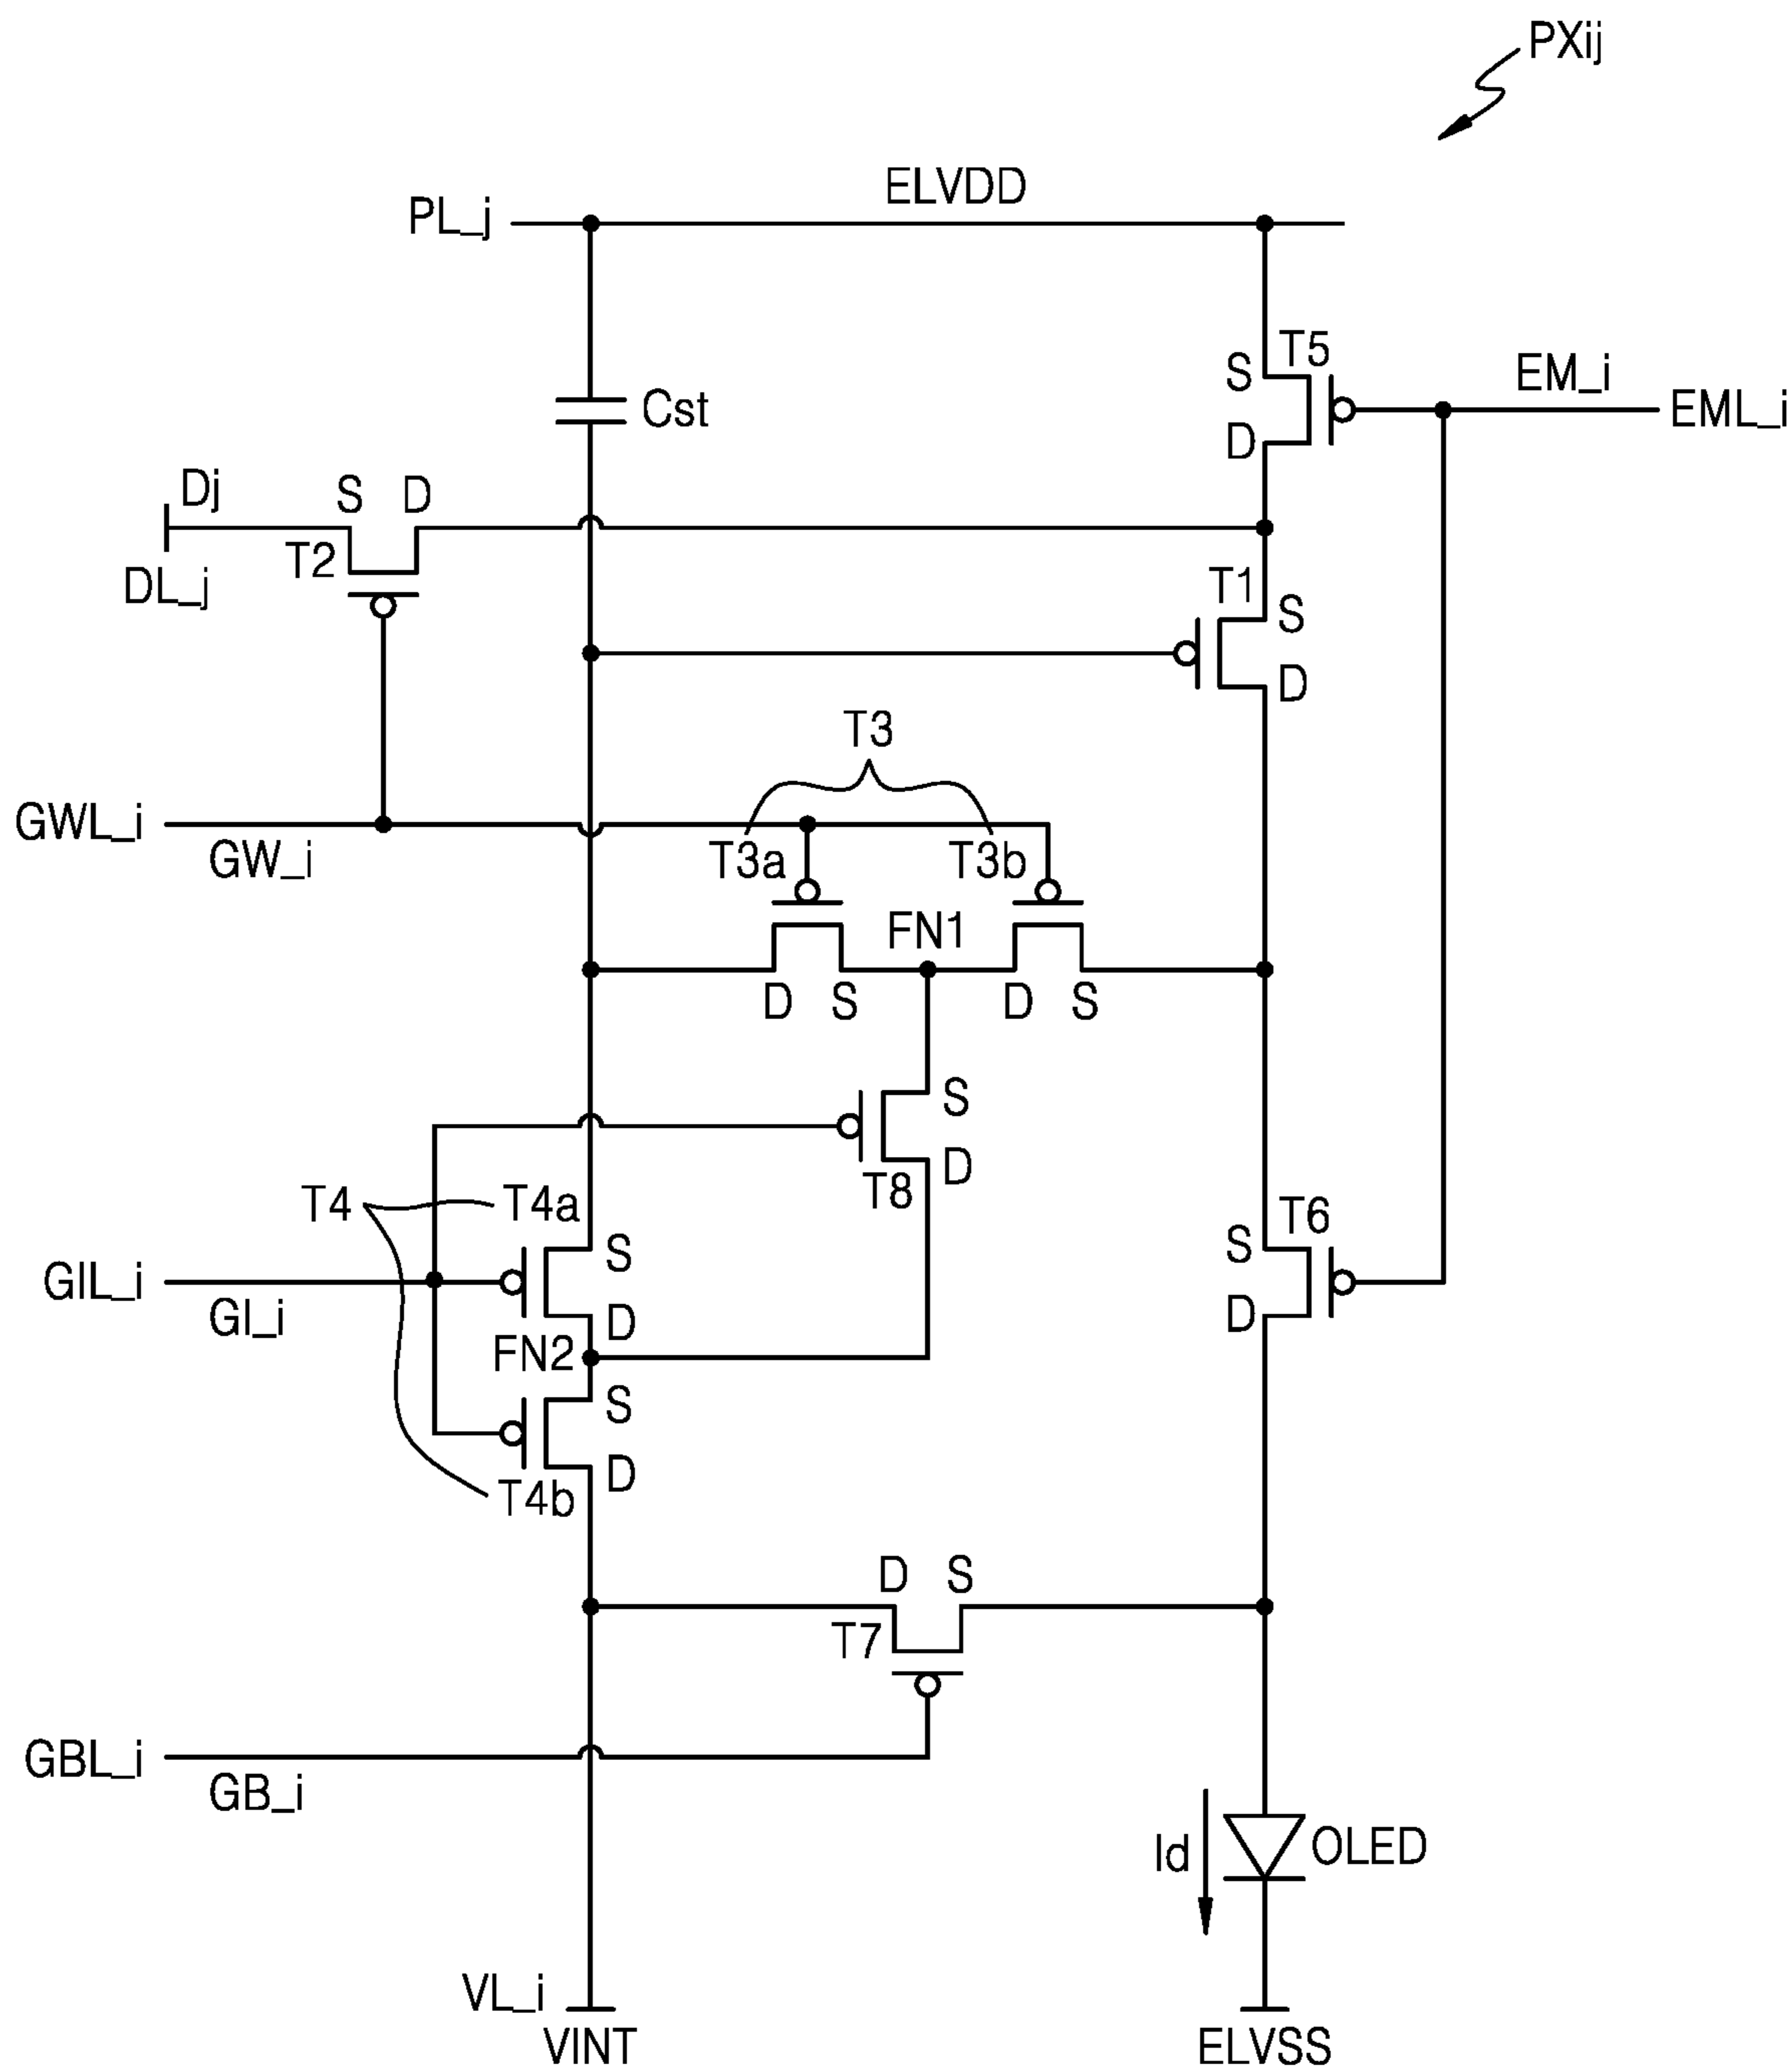 PXij
ELVDD
PL_j
T5
S
EM_i
EML_i
Cst
D
Dj
S D
T2
DL_j
T1
S
D
T3
GWL_i
GW_i
T3a T3b
FN1
D S D S
S
D
T8
T4 T4a
T6
S
S
GIL_i
GI_i
D
D
FN2
S
D
T4b
D S
T7
GBL_i
GB_i
Id
OLED
VL_i
VINT
ELVSS